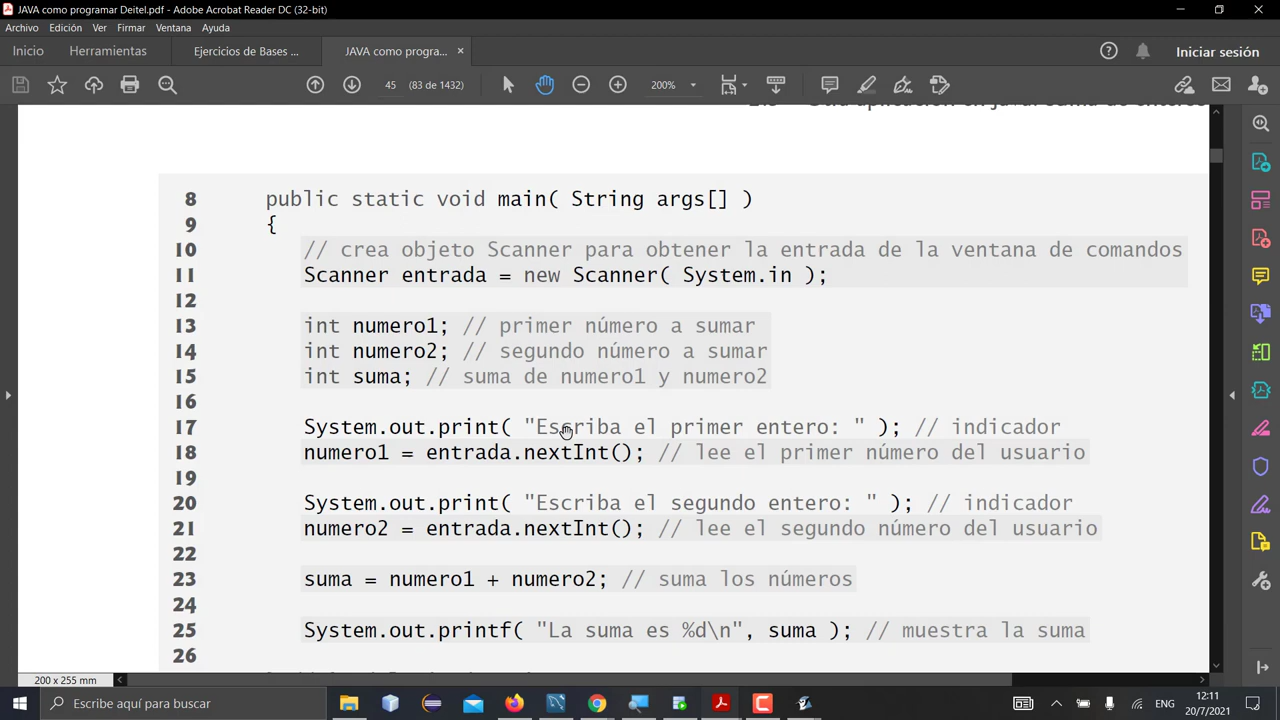 JAVA como programar Deitel.pdf - Adobe Acrobat Reader DC (32-bit)
Archivo Edición Ver Firmar Ventana Ayuda
Inicio Herramientas Ejercicios de Bases ... JAVA como progra... × Iniciar sesión
45 (83 de 1432) 200%
8 public static void main( String args[] )
9 {
10 // crea objeto Scanner para obtener la entrada de la ventana de comandos
11 Scanner entrada = new Scanner( System.in );
12
13 int numero1; // primer número a sumar
14 int numero2; // segundo número a sumar
15 int suma; // suma de numero1 y numero2
16
17 System.out.print( "Escriba el primer entero: " ); // indicador
18 numero1 = entrada.nextInt(); // lee el primer número del usuario
19
20 System.out.print( "Escriba el segundo entero: " ); // indicador
21 numero2 = entrada.nextInt(); // lee el segundo número del usuario
22
23 suma = numero1 + numero2; // suma los números
24
25 System.out.printf( "La suma es %d\n", suma ); // muestra la suma
26
200 x 255 mm
Escribe aquí para buscar
ENG
12:11
20/7/2021